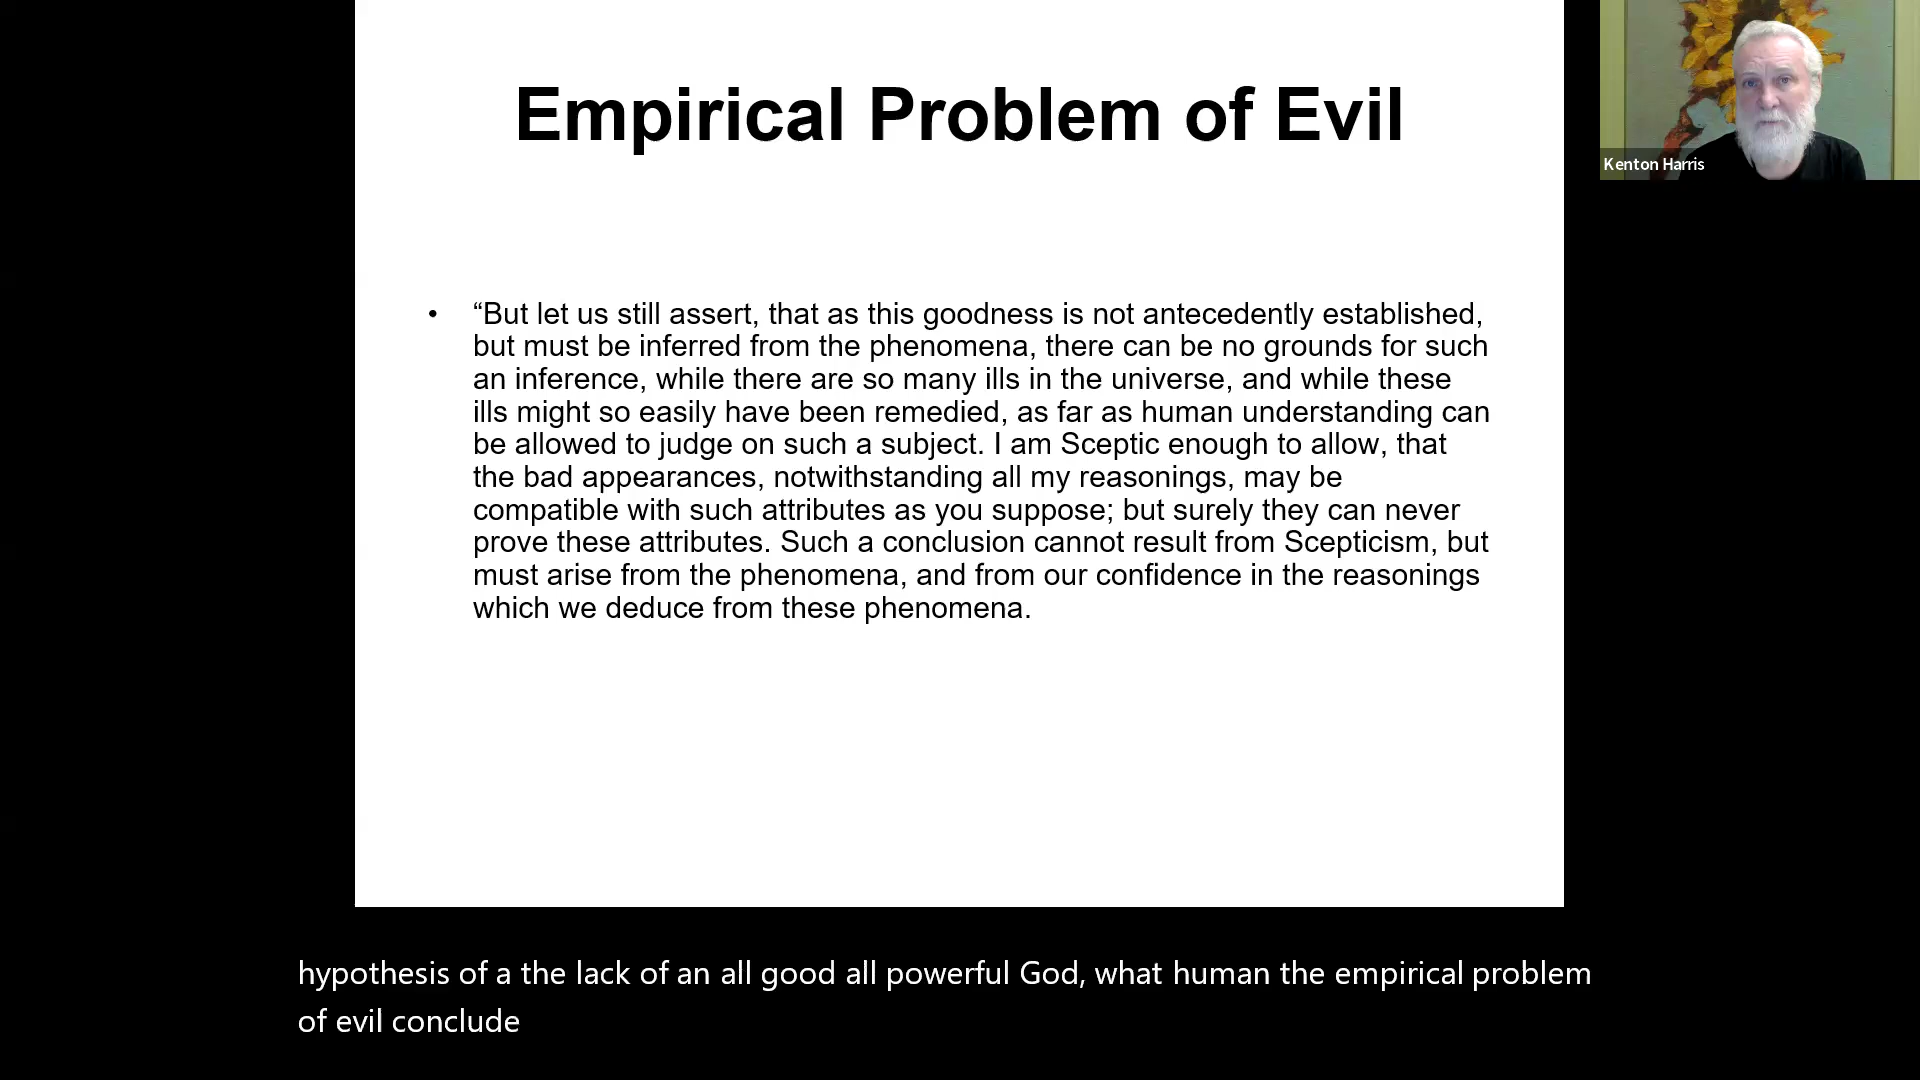 Empirical Problem of Evil
Kenton Harris
• “But let us still assert, that as this goodness is not antecedently established,
but must be inferred from the phenomena, there can be no grounds for such
an inference, while there are so many ills in the universe, and while these
ills might so easily have been remedied, as far as human understanding can
be allowed to judge on such a subject. I am Sceptic enough to allow, that
the bad appearances, notwithstanding all my reasonings, may be
compatible with such attributes as you suppose; but surely they can never
prove these attributes. Such a conclusion cannot result from Scepticism, but
must arise from the phenomena, and from our confidence in the reasonings
which we deduce from these phenomena.
hypothesis of a the lack of an all good all powerful God, what human the empirical problem
of evil conclude